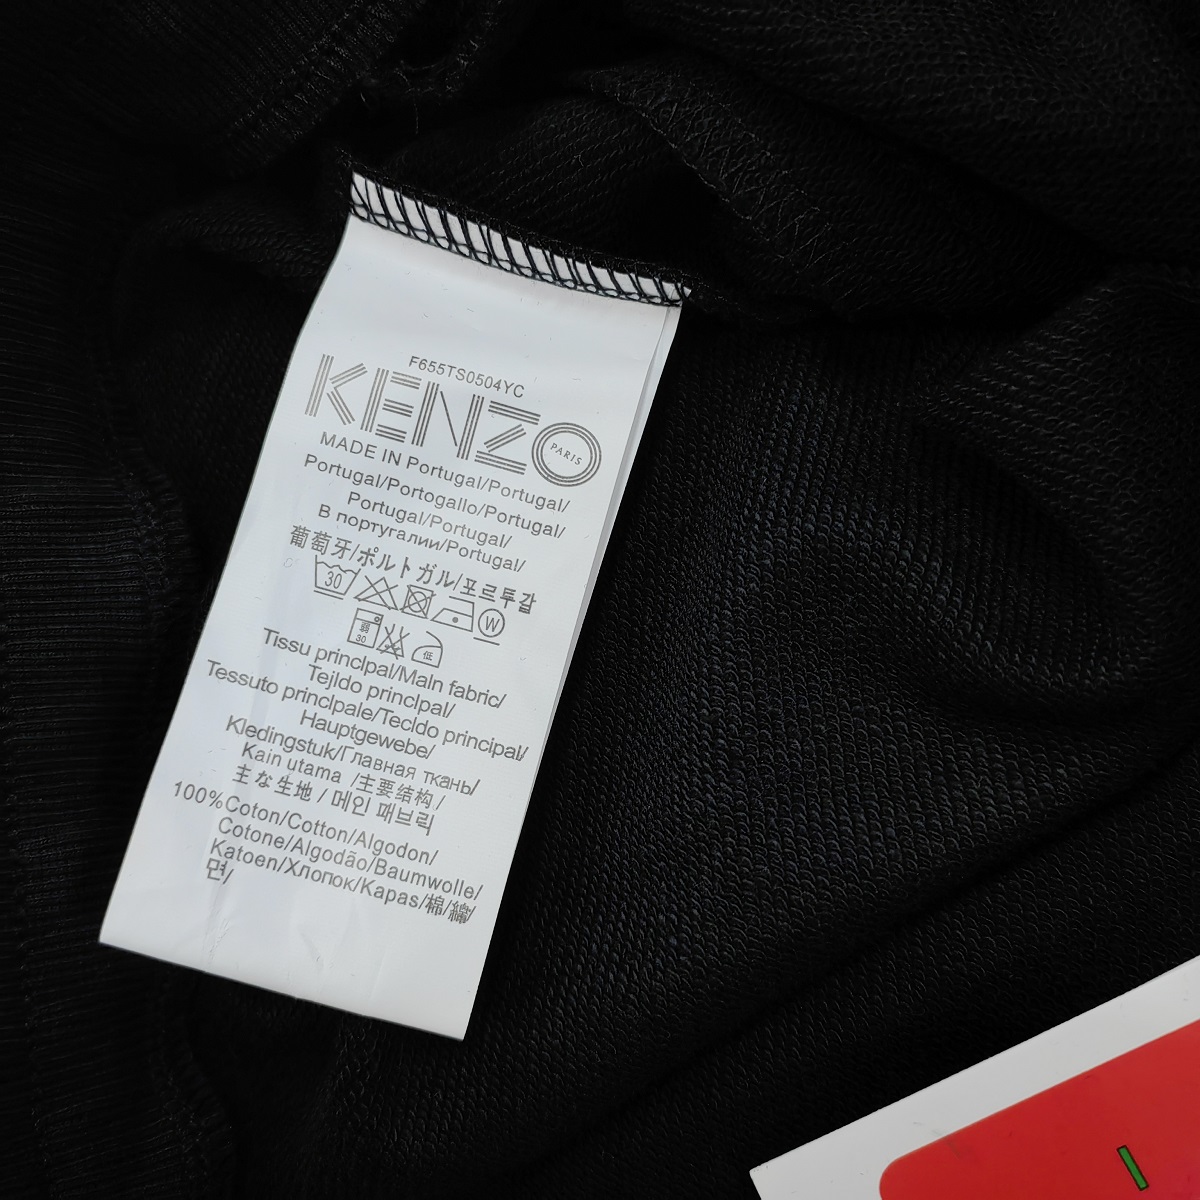 F655TS0504YC
KENZO
PARIS
MADE IN Portugal/Portugal/
Portugal/Portogallo/Portugal/
Portugal/Portugal/
В португалии/Portugal/
葡萄牙/ポルトガル/포르투갈
30 W
弱 30 低
Tissu principal/Main fabric/
Tejido principal/
Tessuto principale/Tecido principal/
Hauptgewebe/
Kledingstuk/Главная ткань/
Kain utama /主要结构/
主な生地 / 메인 패브릭
100%Coton/Cotton/Algodon/
Cotone/Algodão/Baumwolle/
Katoen/Хлопок/Kapas/棉/綿/
면/